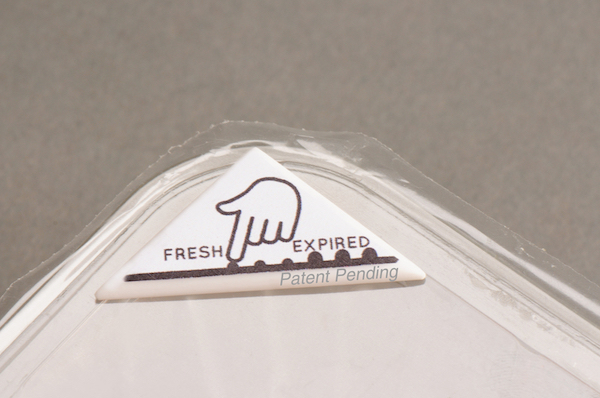 FRESH EXPIRED
Patent Pending